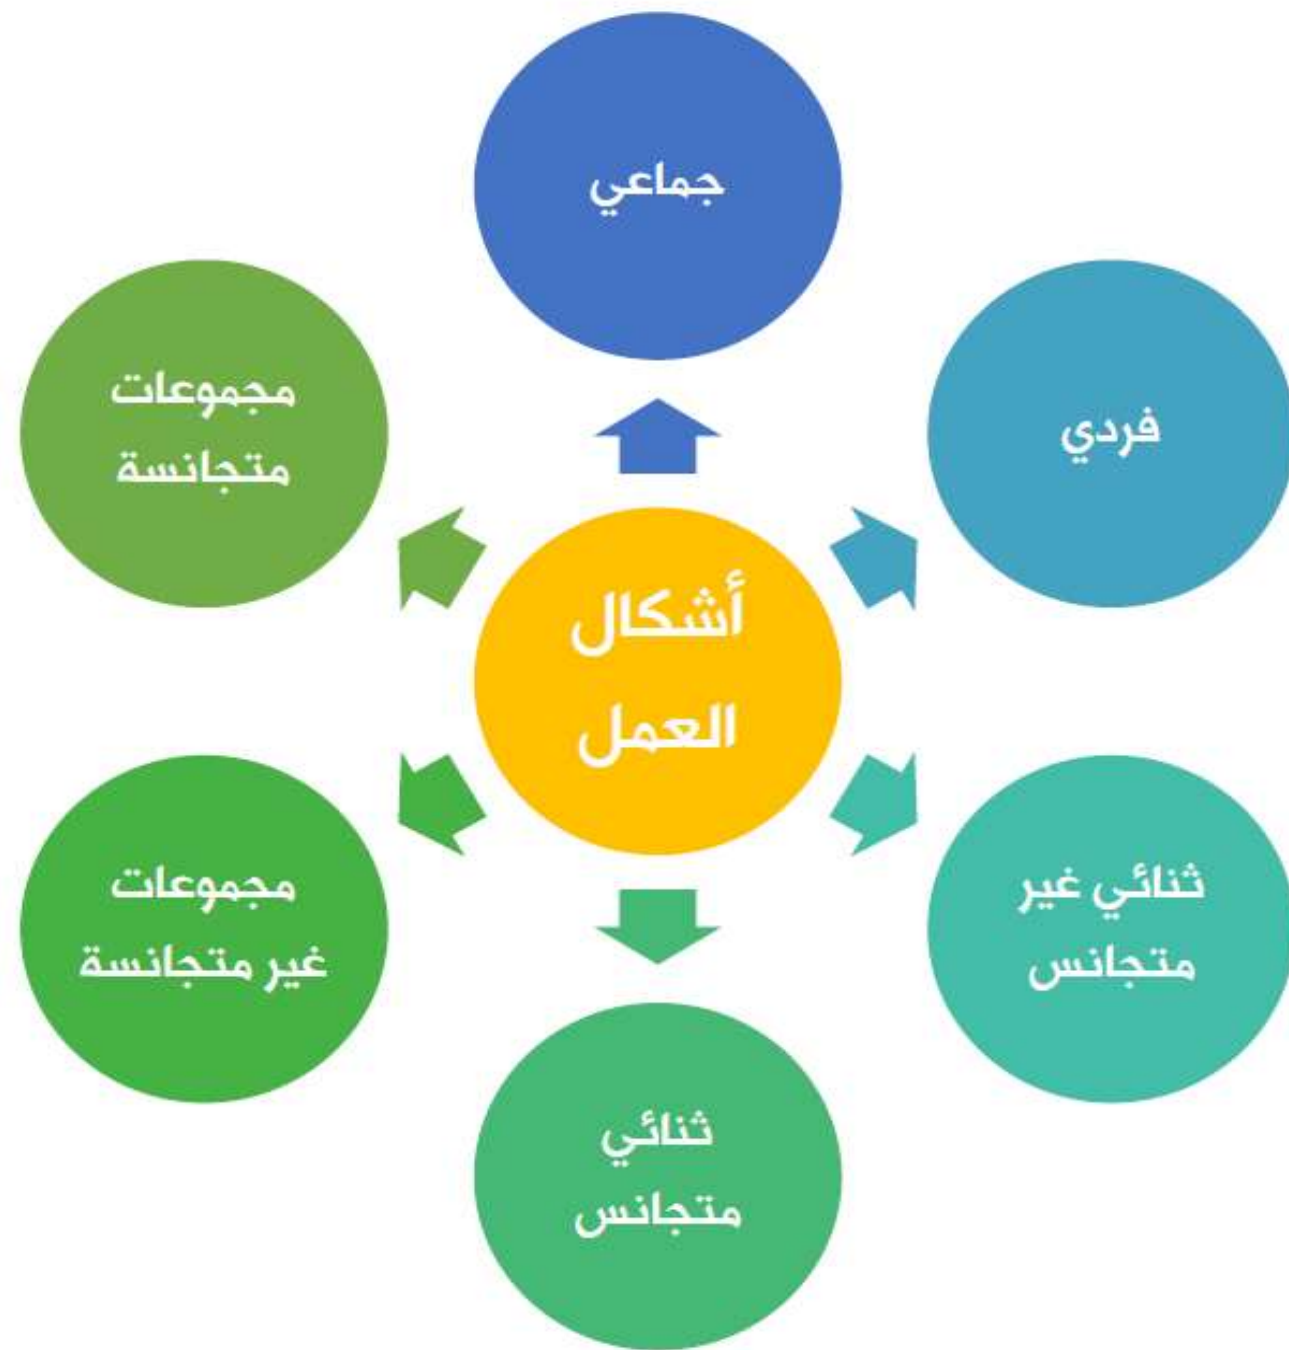 جماعي
فردي
ثنائي غير
متجانس
ثنائي
متجانس
مجموعات
غير متجانسة
مجموعات
متجانسة
أشكال
العمل